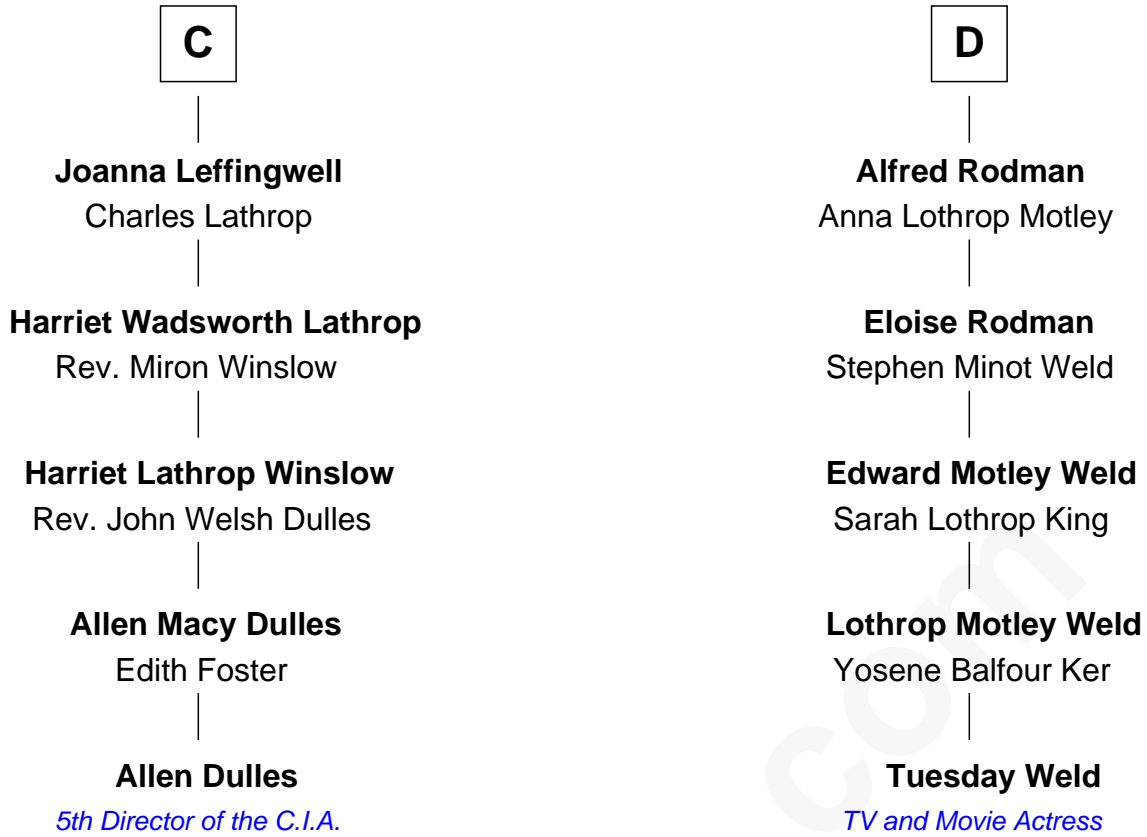 C
Joanna Leffingwell
Charles Lathrop
Harriet Wadsworth Lathrop
Rev. Miron Winslow
Harriet Lathrop Winslow
Rev. John Welsh Dulles
Allen Macy Dulles
Edith Foster
Allen Dulles
5th Director of the C.I.A.
D
Alfred Rodman
Anna Lothrop Motley
Eloise Rodman
Stephen Minot Weld
Edward Motley Weld
Sarah Lothrop King
Lothrop Motley Weld
Yosene Balfour Ker
Tuesday Weld
TV and Movie Actress
com